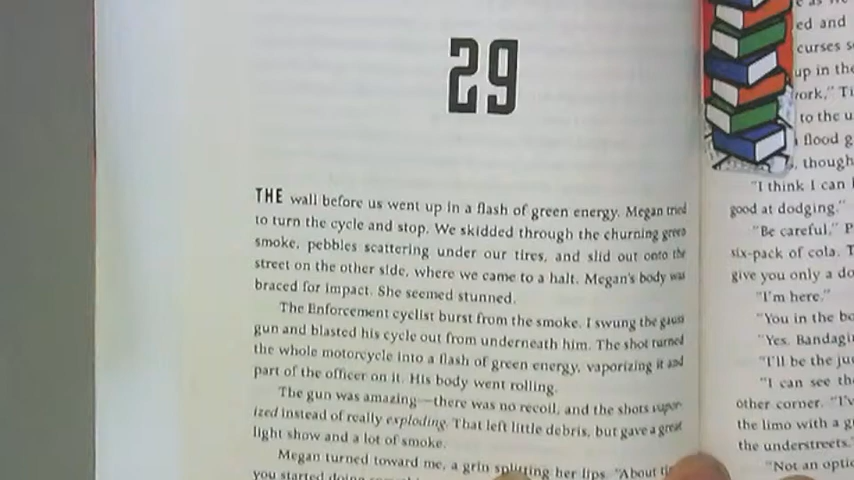 29
THE wall before us went up in a flash of green energy. Megan tried
to turn the cycle and stop. We skidded through the churning green
smoke, pebbles scattering under our tires, and slid out onto the
street on the other side, where we came to a halt. Megan's body was
braced for impact. She seemed stunned.
The Enforcement cyclist burst from the smoke. I swung the gauss
gun and blasted his cycle out from underneath him. The shot turned
the whole motorcycle into a flash of green energy, vaporizing it and
part of the officer on it. His body went rolling.
The gun was amazing—there was no recoil, and the shots vapor-
ized instead of really exploding. That left little debris, but gave a great
light show and a lot of smoke.
Megan turned toward me, a grin splitting her lips. "About
you started doing
ed and
curses
up in the
to the
flood
though
"I think I can
good at dodging."
"Be careful,"
six-pack of cola.
give you only a
"I'm here."
"You in the
"Yes.
"I'll be the
"I can see
other corner.
the limo with a
the understreets.
"Not an